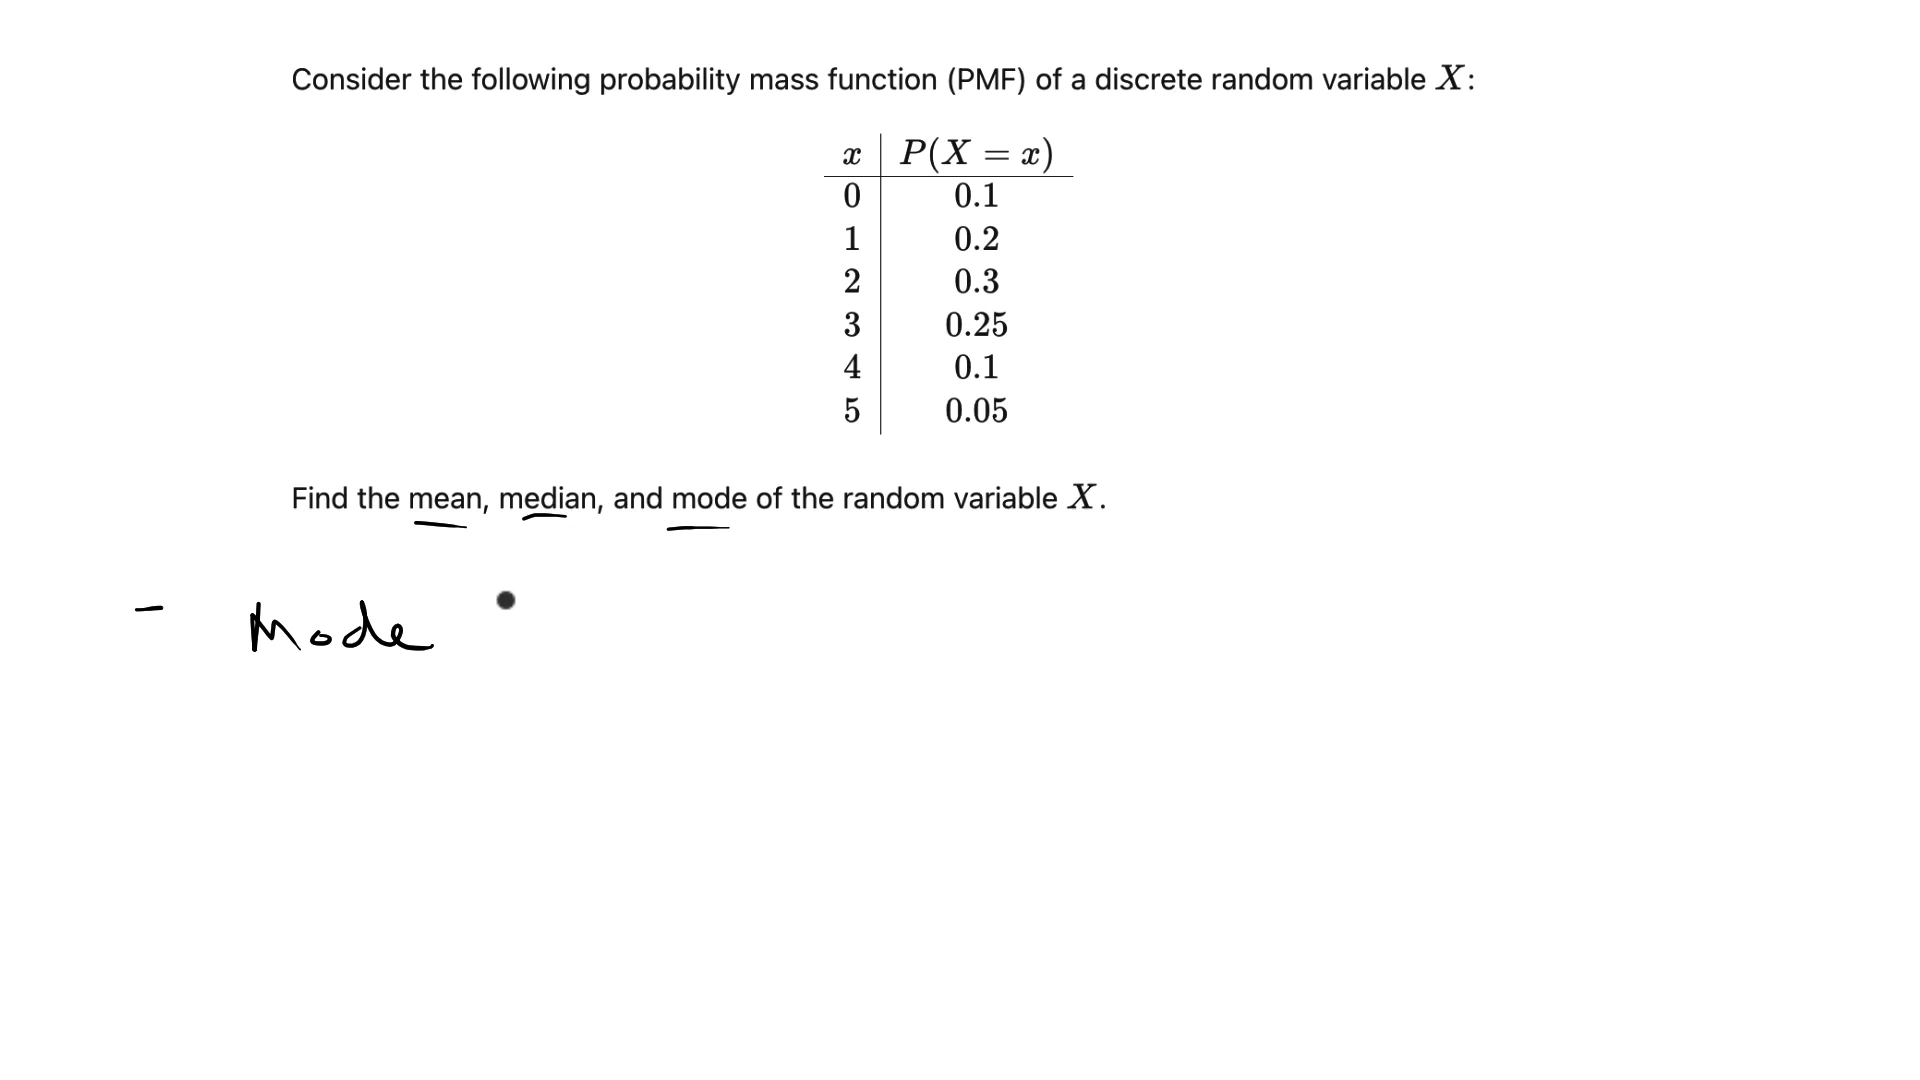 Consider the following probability mass function (PMF) of a discrete random variable X:
x P(X = x)
0 0.1
1 0.2
2 0.3
3 0.25
4 0.1
5 0.05
Find the mean, median, and mode of the random variable X.
- Mode